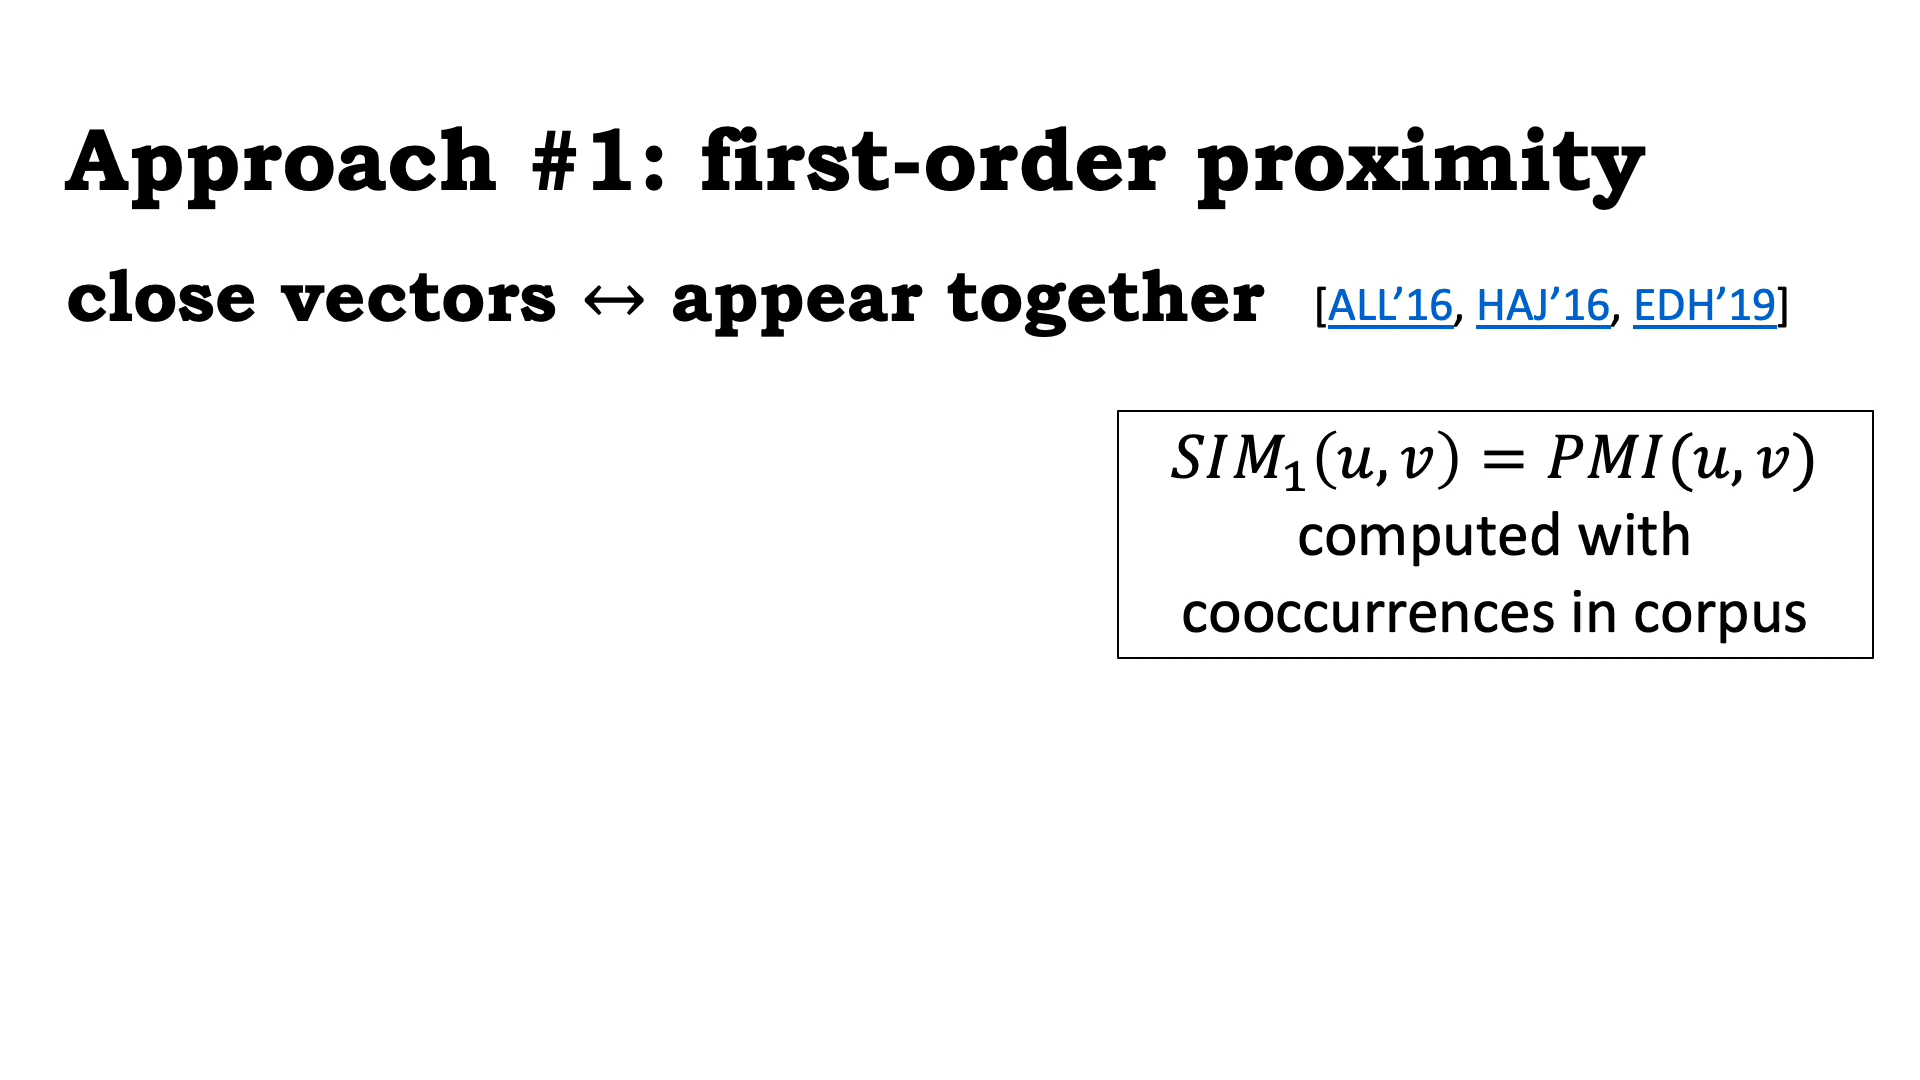 Approach #1: first-order proximity
close vectors ↔ appear together [ALL’16, HAJ’16, EDH’19]
𝑆𝐼𝑀₁(𝑢, 𝑣) = 𝑃𝑀𝐼(𝑢, 𝑣)
computed with
cooccurrences in corpus